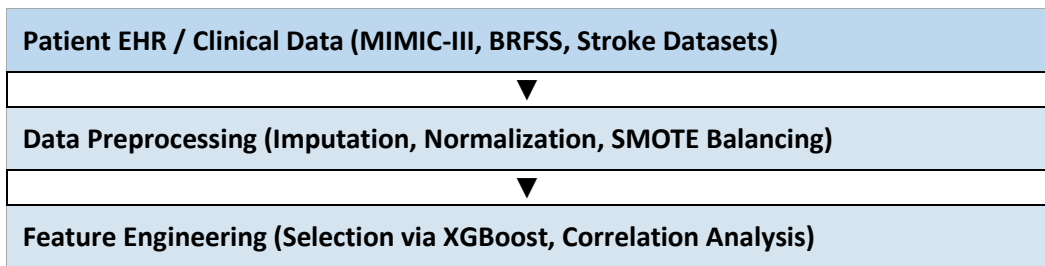 Patient EHR / Clinical Data (MIMIC-III, BRFSS, Stroke Datasets)
▼
Data Preprocessing (Imputation, Normalization, SMOTE Balancing)
▼
Feature Engineering (Selection via XGBoost, Correlation Analysis)